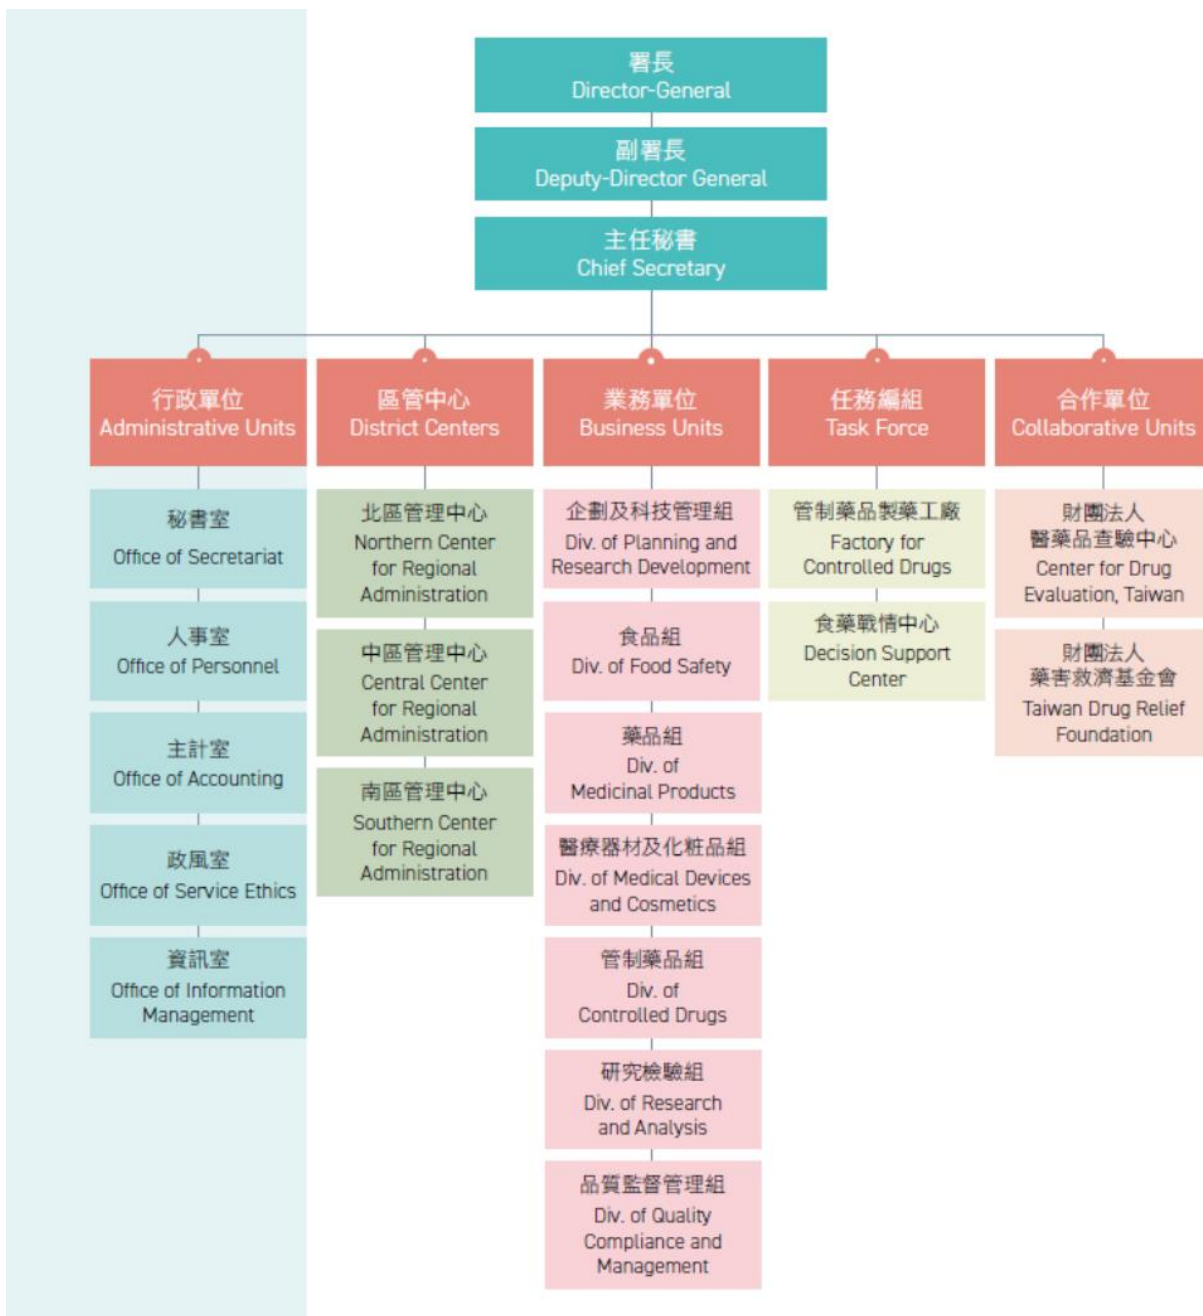 署長
Director-General
副署長
Deputy-Director General
主任秘書
Chief Secretary
行政單位
Administrative Units
秘書室
Office of Secretariat
人事室
Office of Personnel
主計室
Office of Accounting
政風室
Office of Service Ethics
資訊室
Office of Information
Management
區管中心
District Centers
北區管理中心
Northern Center
for Regional
Administration
中區管理中心
Central Center
for Regional
Administration
南區管理中心
Southern Center
for Regional
Administration
業務單位
Business Units
企劃及科技管理組
Div. of Planning and
Research Development
食品組
Div. of Food Safety
藥品組
Div. of
Medicinal Products
醫療器材及化粧品組
Div. of Medical Devices
and Cosmetics
管制藥品組
Div. of
Controlled Drugs
研究檢驗組
Div. of Research
and Analysis
品質監督管理組
Div. of Quality
Compliance and
Management
任務編組
Task Force
管制藥品製藥工廠
Factory for
Controlled Drugs
食藥戰情中心
Decision Support
Center
合作單位
Collaborative Units
財團法人
醫藥品查驗中心
Center for Drug
Evaluation, Taiwan
財團法人
藥害救濟基金會
Taiwan Drug Relief
Foundation